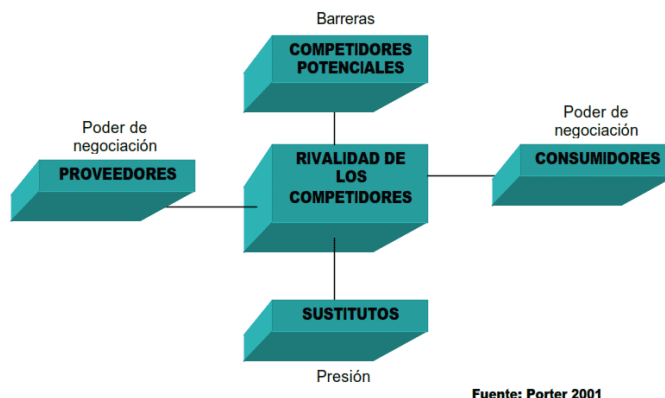 Barreras
COMPETIDORES
POTENCIALES
Poder de
negociación
PROVEEDORES
RIVALIDAD DE
LOS
COMPETIDORES
Poder de
negociación
CONSUMIDORES
SUSTITUTOS
Presión
Fuente: Porter 2001